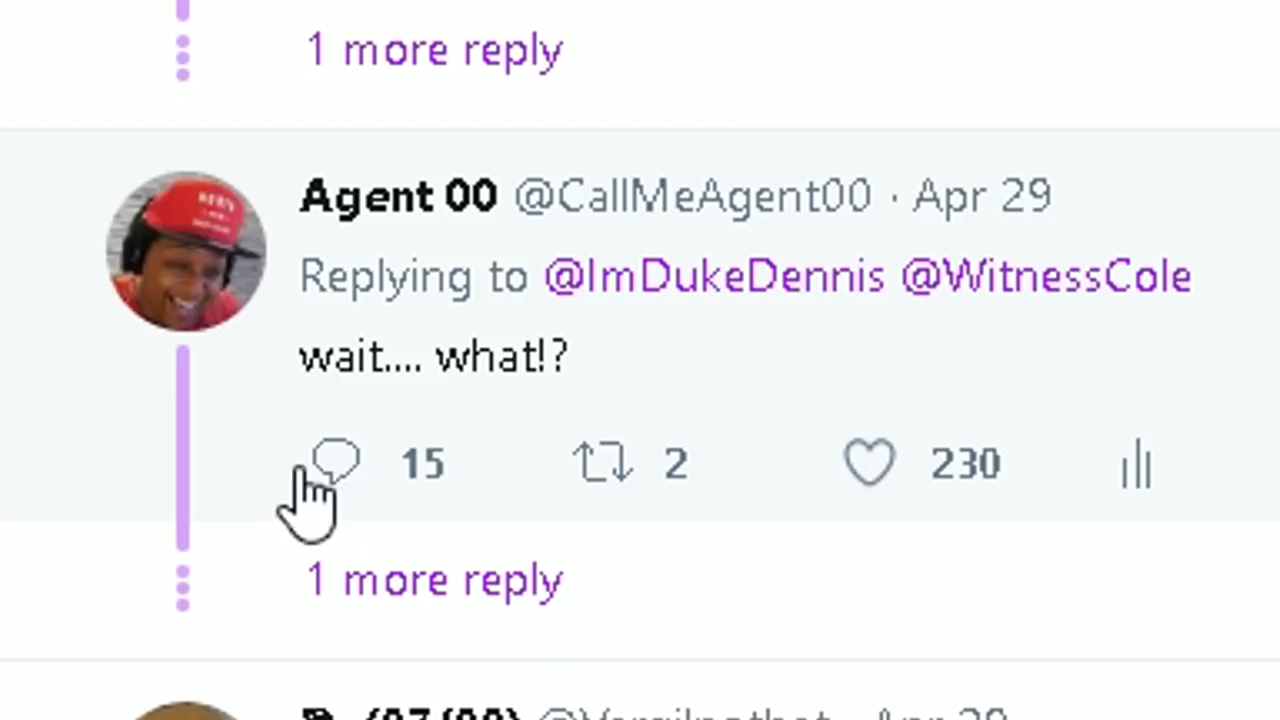 1 more reply
Agent 00 @CallMeAgent00 · Apr 29
Replying to @ImDukeDennis @WitnessCole
wait.... what!?
15 2 230
1 more reply